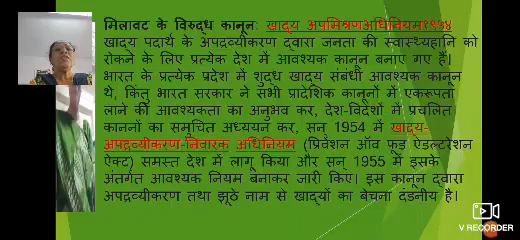 मिलावट के विरुद्ध कानून: खाद्य अपमिश्रणअधिनियम१९५४
खाद्य पदार्थ के अपद्रव्यीकरण द्वारा जनता की स्वास्थ्यहानि को
रोकने के लिए प्रत्येक देश में आवश्यक कानून बनाए गए हैं।
भारत के प्रत्येक प्रदेश में शुद्ध खाद्य संबंधी आवश्यक कानून
थे, किंतु भारत सरकार ने सभी प्रादेशिक कानूनों में एकरूपता
लाने की आवश्यकता का अनुभव कर, देश-विदेशों में प्रचलित
काननों का समुचित अध्ययन कर, सन् 1954 में खाद्य-
अपद्रव्यीकरण-निवारक अधिनियम (प्रिवेंशन ऑव फूड ऐडल्टरेशन
ऐक्ट) समस्त देश में लागू किया और सन् 1955 में इसके
अंतर्गत आवश्यक नियम बनाकर जारी किए। इस कानून द्वारा
अपद्रव्यीकरण तथा झूठे नाम से खाद्यों का बेचना दंडनीय है।
V RECORDER